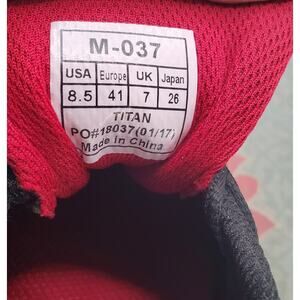 M-037
USA Europe UK Japan
8.5 41 7 26
TITAN
PO#18037(01/17)
Made in China